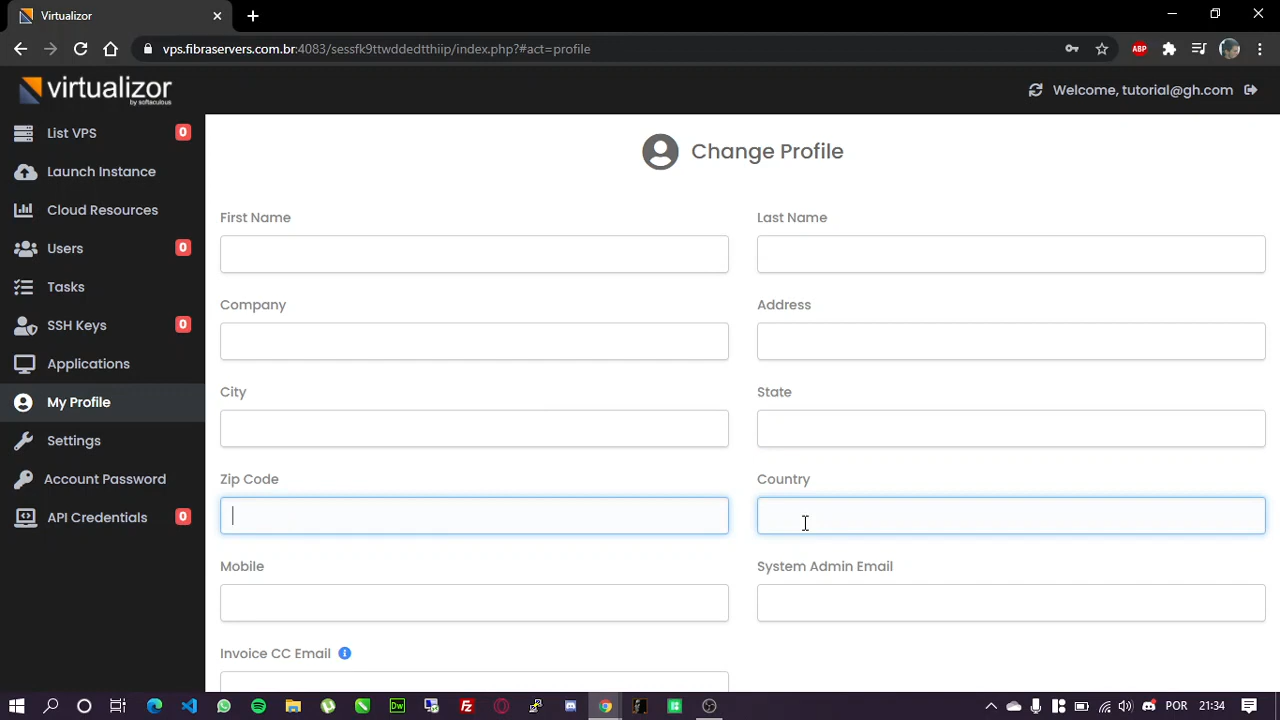 Virtualizor
vps.fibraservers.com.br:4083/sessfk9ttwddedtthiip/index.php?#act=profile
ABP
virtualizor
by softaculous
Welcome, tutorial@gh.com
List VPS 0
Launch Instance
Cloud Resources
Users 0
Tasks
SSH Keys 0
Applications
My Profile
Settings
Account Password
API Credentials 0
Change Profile
First Name
Last Name
Company
Address
City
State
Zip Code
Country
Mobile
System Admin Email
Invoice CC Email
Dw
POR
21:34